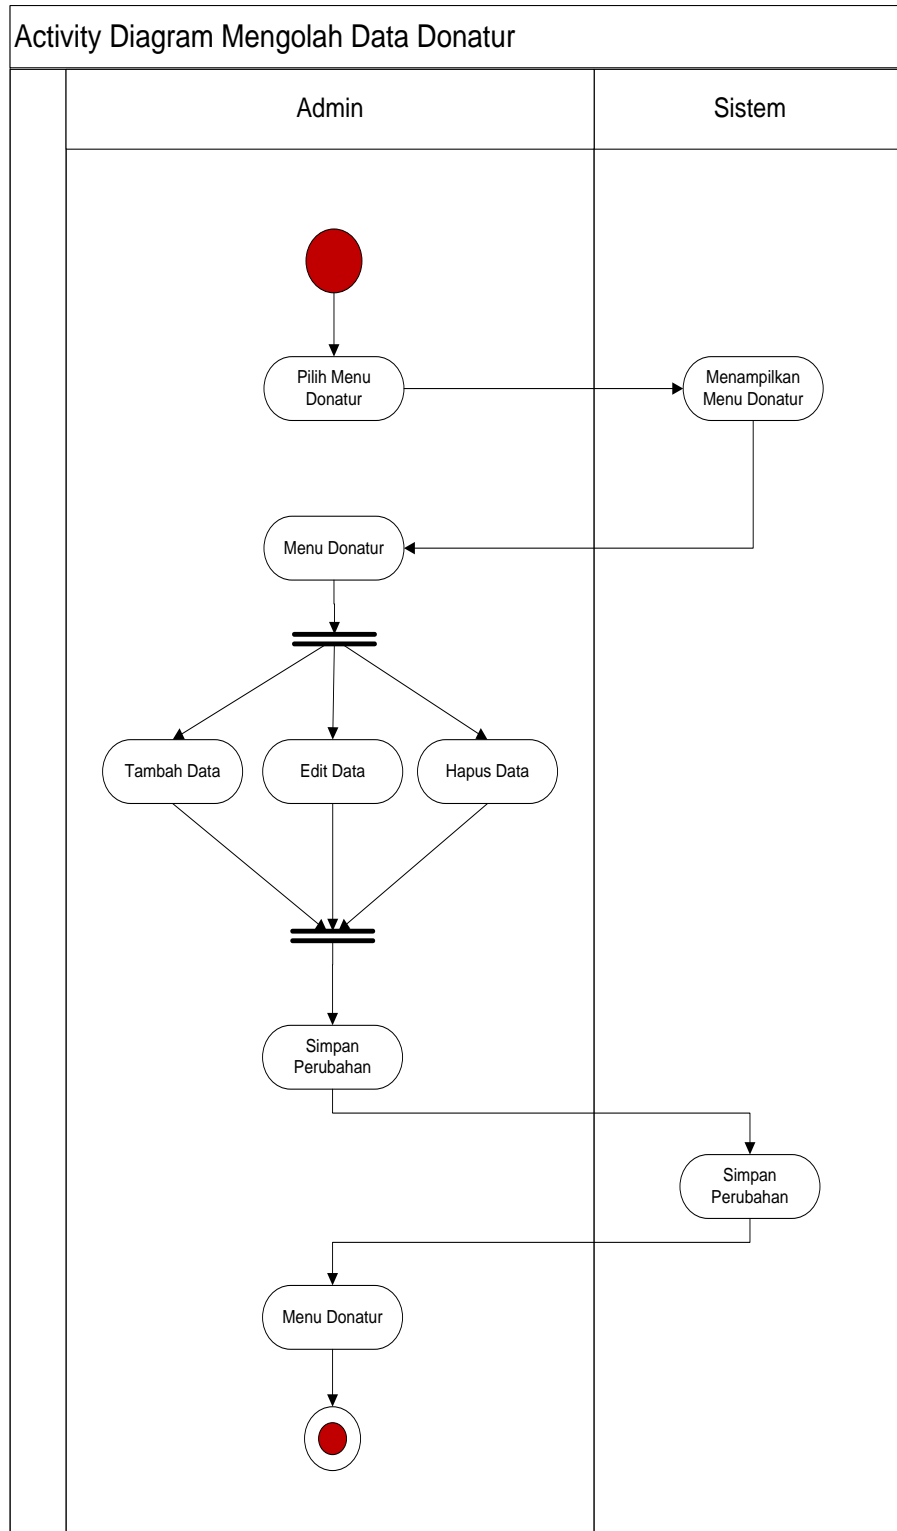 Activity Diagram Mengolah Data Donatur
Admin
Sistem
Pilih Menu
Donatur
Menampilkan
Menu Donatur
Menu Donatur
Tambah Data
Edit Data
Hapus Data
Simpan
Perubahan
Simpan
Perubahan
Menu Donatur